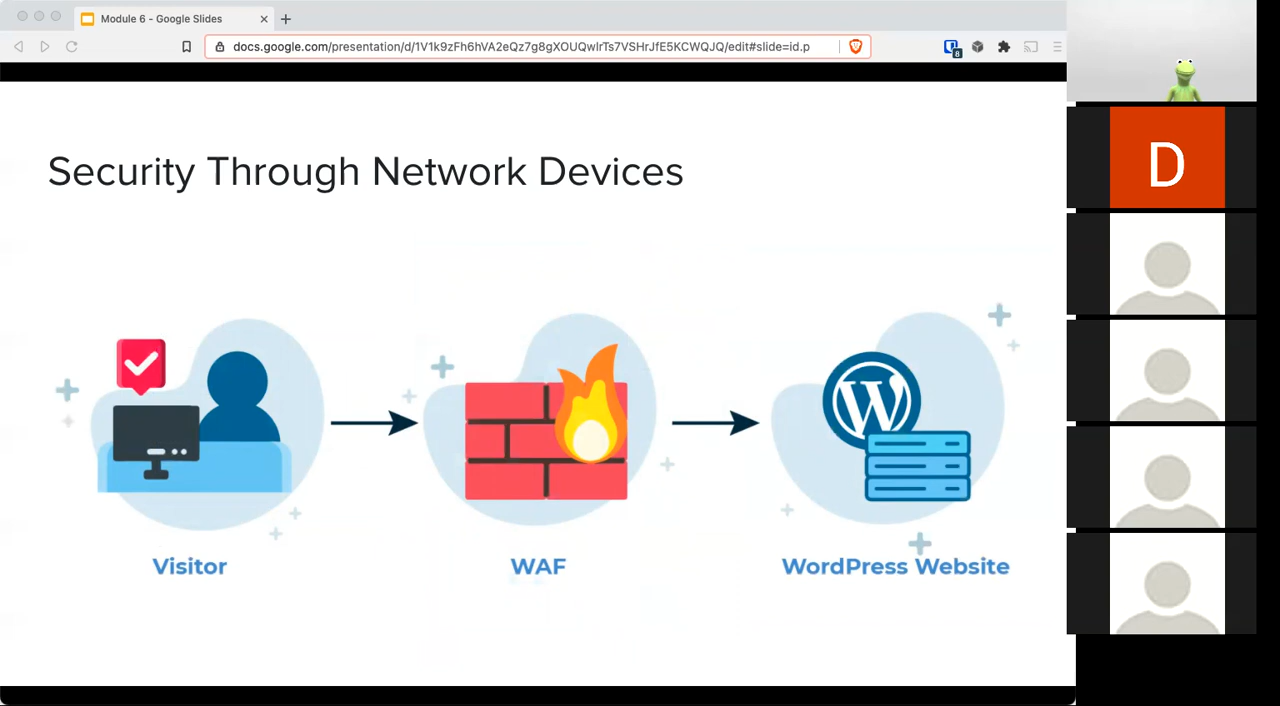 Module 6 - Google Slides
docs.google.com/presentation/d/1V1k9zFh6hVA2eQz7g8gXOUQwIrTs7VSHrJfE5KCWQJQ/edit#slide=id.p
8
D
Security Through Network Devices
W
Visitor
WAF
WordPress Website